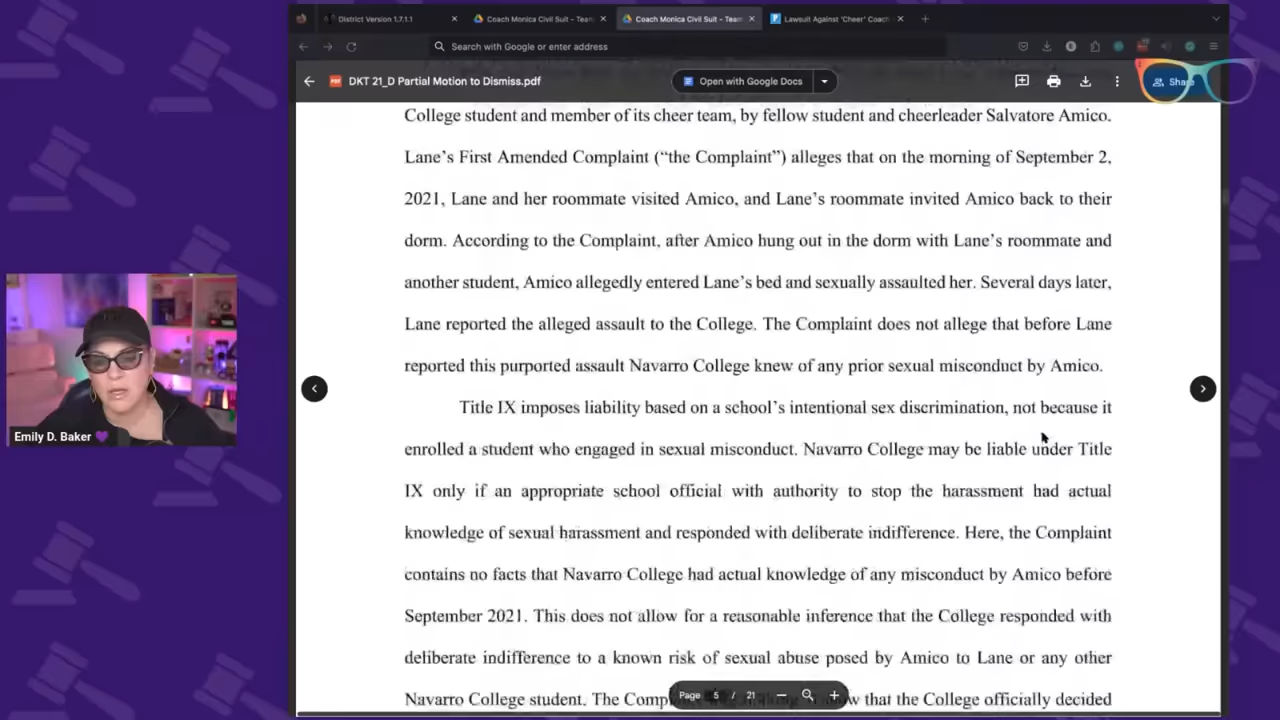 District Version 1.7.1.1
Coach Monica Civil Suit - Team
Coach Monica Civil Suit - Team
Lawsuit Against 'Cheer' Coach
Search with Google or enter address
DKT 21_D Partial Motion to Dismiss.pdf
Open with Google Docs
Share
College student and member of its cheer team, by fellow student and cheerleader Salvatore Amico.
Lane's First Amended Complaint ("the Complaint") alleges that on the morning of September 2,
2021, Lane and her roommate visited Amico, and Lane's roommate invited Amico back to their
dorm. According to the Complaint, after Amico hung out in the dorm with Lane's roommate and
another student, Amico allegedly entered Lane's bed and sexually assaulted her. Several days later,
Lane reported the alleged assault to the College. The Complaint does not allege that before Lane
reported this purported assault Navarro College knew of any prior sexual misconduct by Amico.
Title IX imposes liability based on a school's intentional sex discrimination, not because it
enrolled a student who engaged in sexual misconduct. Navarro College may be liable under Title
IX only if an appropriate school official with authority to stop the harassment had actual
knowledge of sexual harassment and responded with deliberate indifference. Here, the Complaint
contains no facts that Navarro College had actual knowledge of any misconduct by Amico before
September 2021. This does not allow for a reasonable inference that the College responded with
deliberate indifference to a known risk of sexual abuse posed by Amico to Lane or any other
Navarro College student. The that the College officially decided
Page 5 / 21
Emily D. Baker 💜